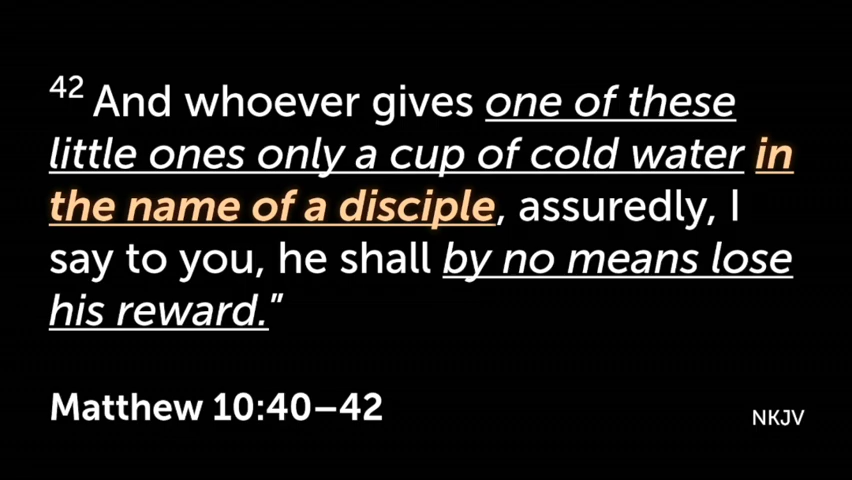 42 And whoever gives one of these
little ones only a cup of cold water in
the name of a disciple, assuredly, I
say to you, he shall by no means lose
his reward.”
Matthew 10:40–42
NKJV